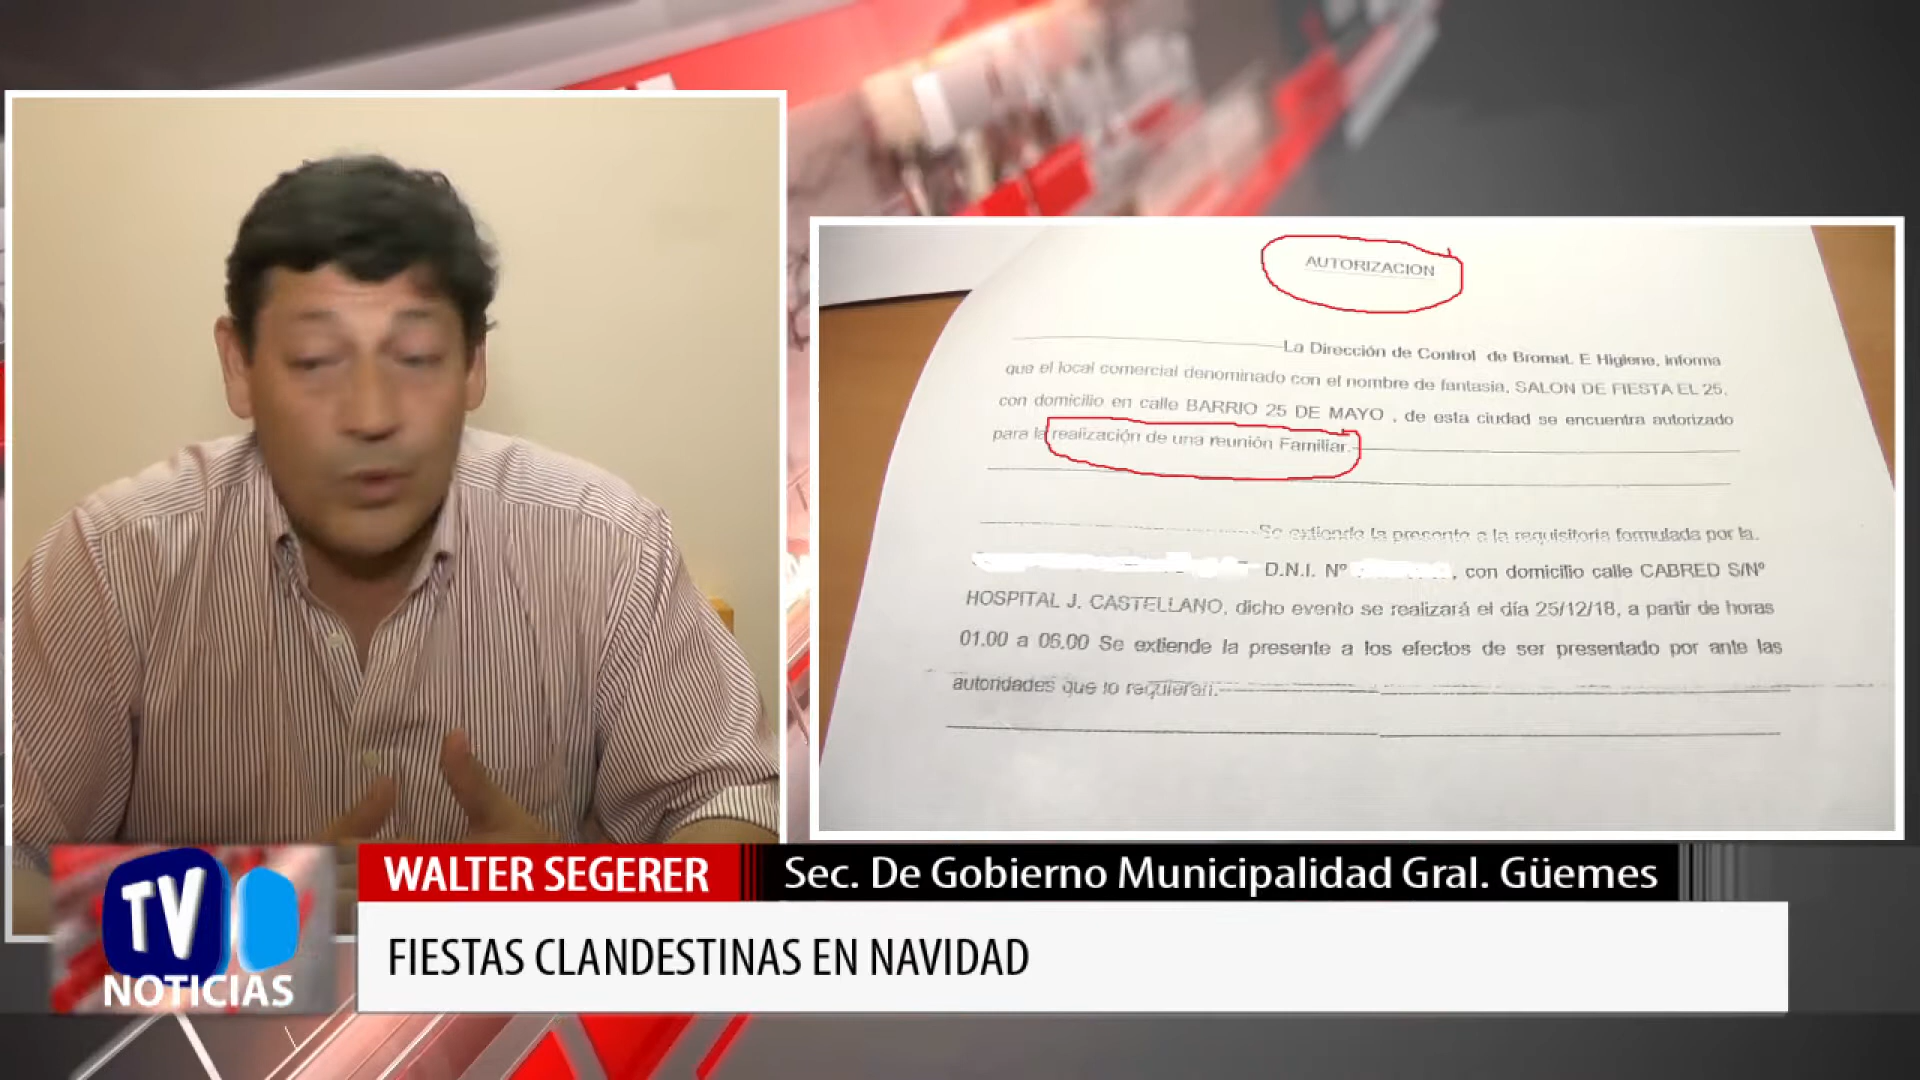 AUTORIZACION
La Dirección de Control de Bromat. E Higiene, informa
que el local comercial denominado con el nombre de fantasia, SALON DE FIESTA EL 25,
con domicilio en calle BARRIO 25 DE MAYO , de esta ciudad se encuentra autorizado
para la realización de una reunión Familiar.
Se extiende la presente a la requisitoria formulada por la.
D.N.I. Nº , con domicilio calle CABRED S/Nº
HOSPITAL J. CASTELLANO, dicho evento se realizará el día 25/12/18, a partir de horas
01.00 a 06.00 Se extiende la presente a los efectos de ser presentado por ante las
autoridades que lo requieran.
WALTER SEGERER Sec. De Gobierno Municipalidad Gral. Güemes
FIESTAS CLANDESTINAS EN NAVIDAD
TV
NOTICIAS